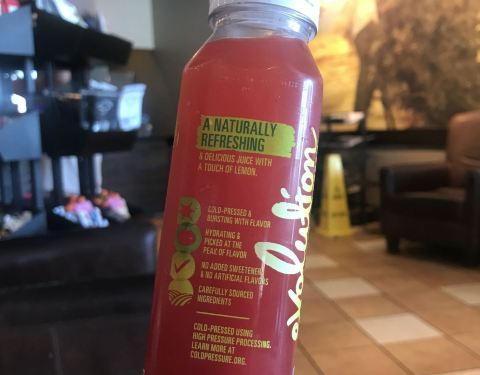 A NATURALLY
REFRESHING
& DELICIOUS JUICE WITH
A TOUCH OF LEMON.
COLD-PRESSED &
BURSTING WITH FLAVOR
HYDRATING &
PICKED AT THE
PEAK OF FLAVOR
NO ADDED SWEETENER
& NO ARTIFICIAL FLAVORS
CAREFULLY SOURCED
INGREDIENTS
COLD-PRESSED USING
HIGH PRESSURE PROCESSING.
LEARN MORE AT
COLDPRESSURE.ORG.
evolution